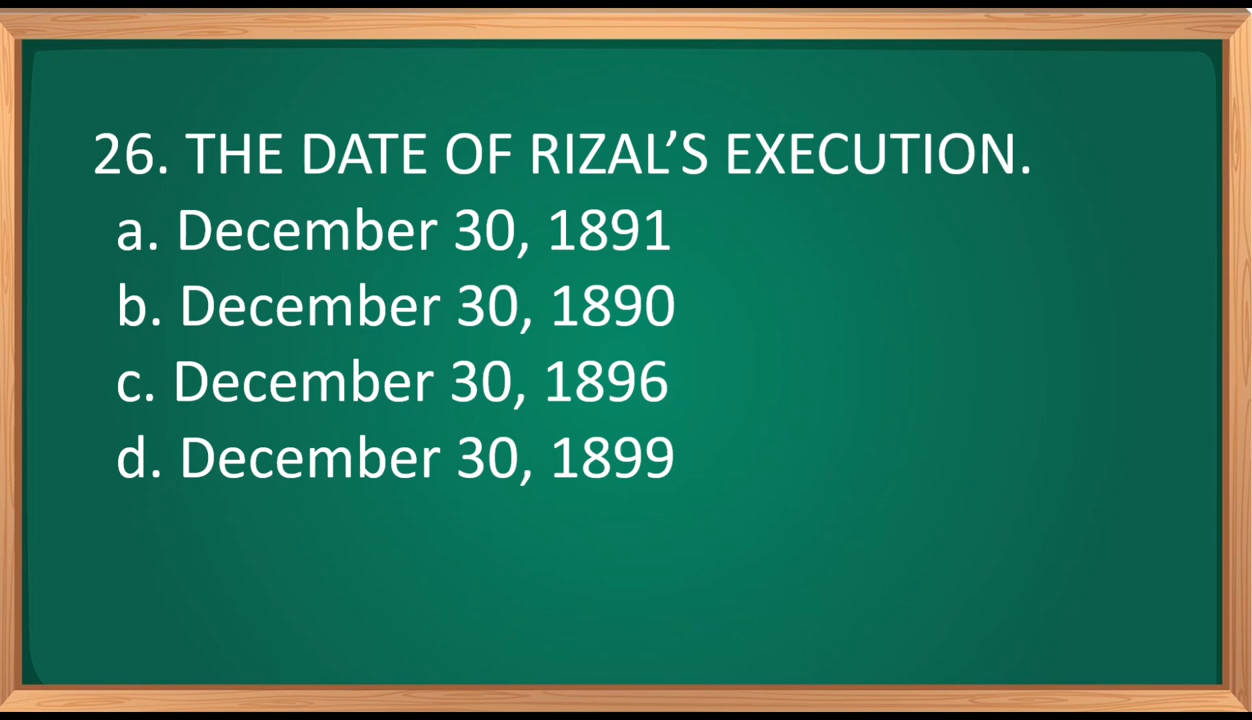 26. THE DATE OF RIZAL’S EXECUTION.
a. December 30, 1891
b. December 30, 1890
c. December 30, 1896
d. December 30, 1899